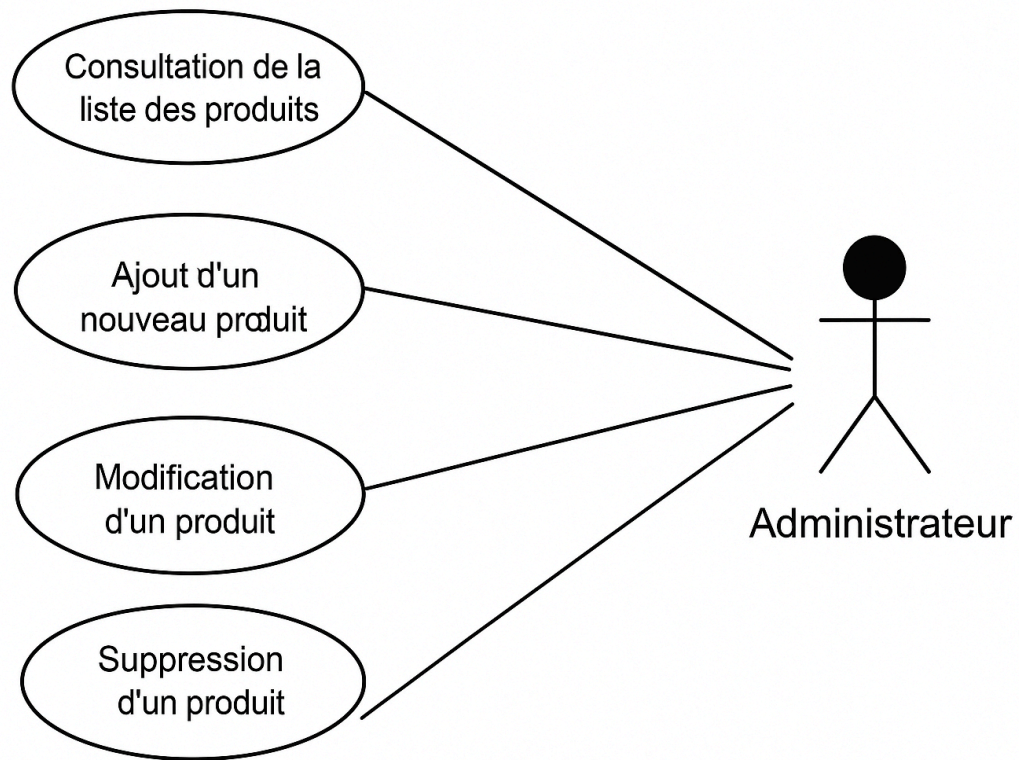 Consultation de la
liste des produits
Ajout d'un
nouveau produit
Modification
d'un produit
Suppression
d'un produit
Administrateur